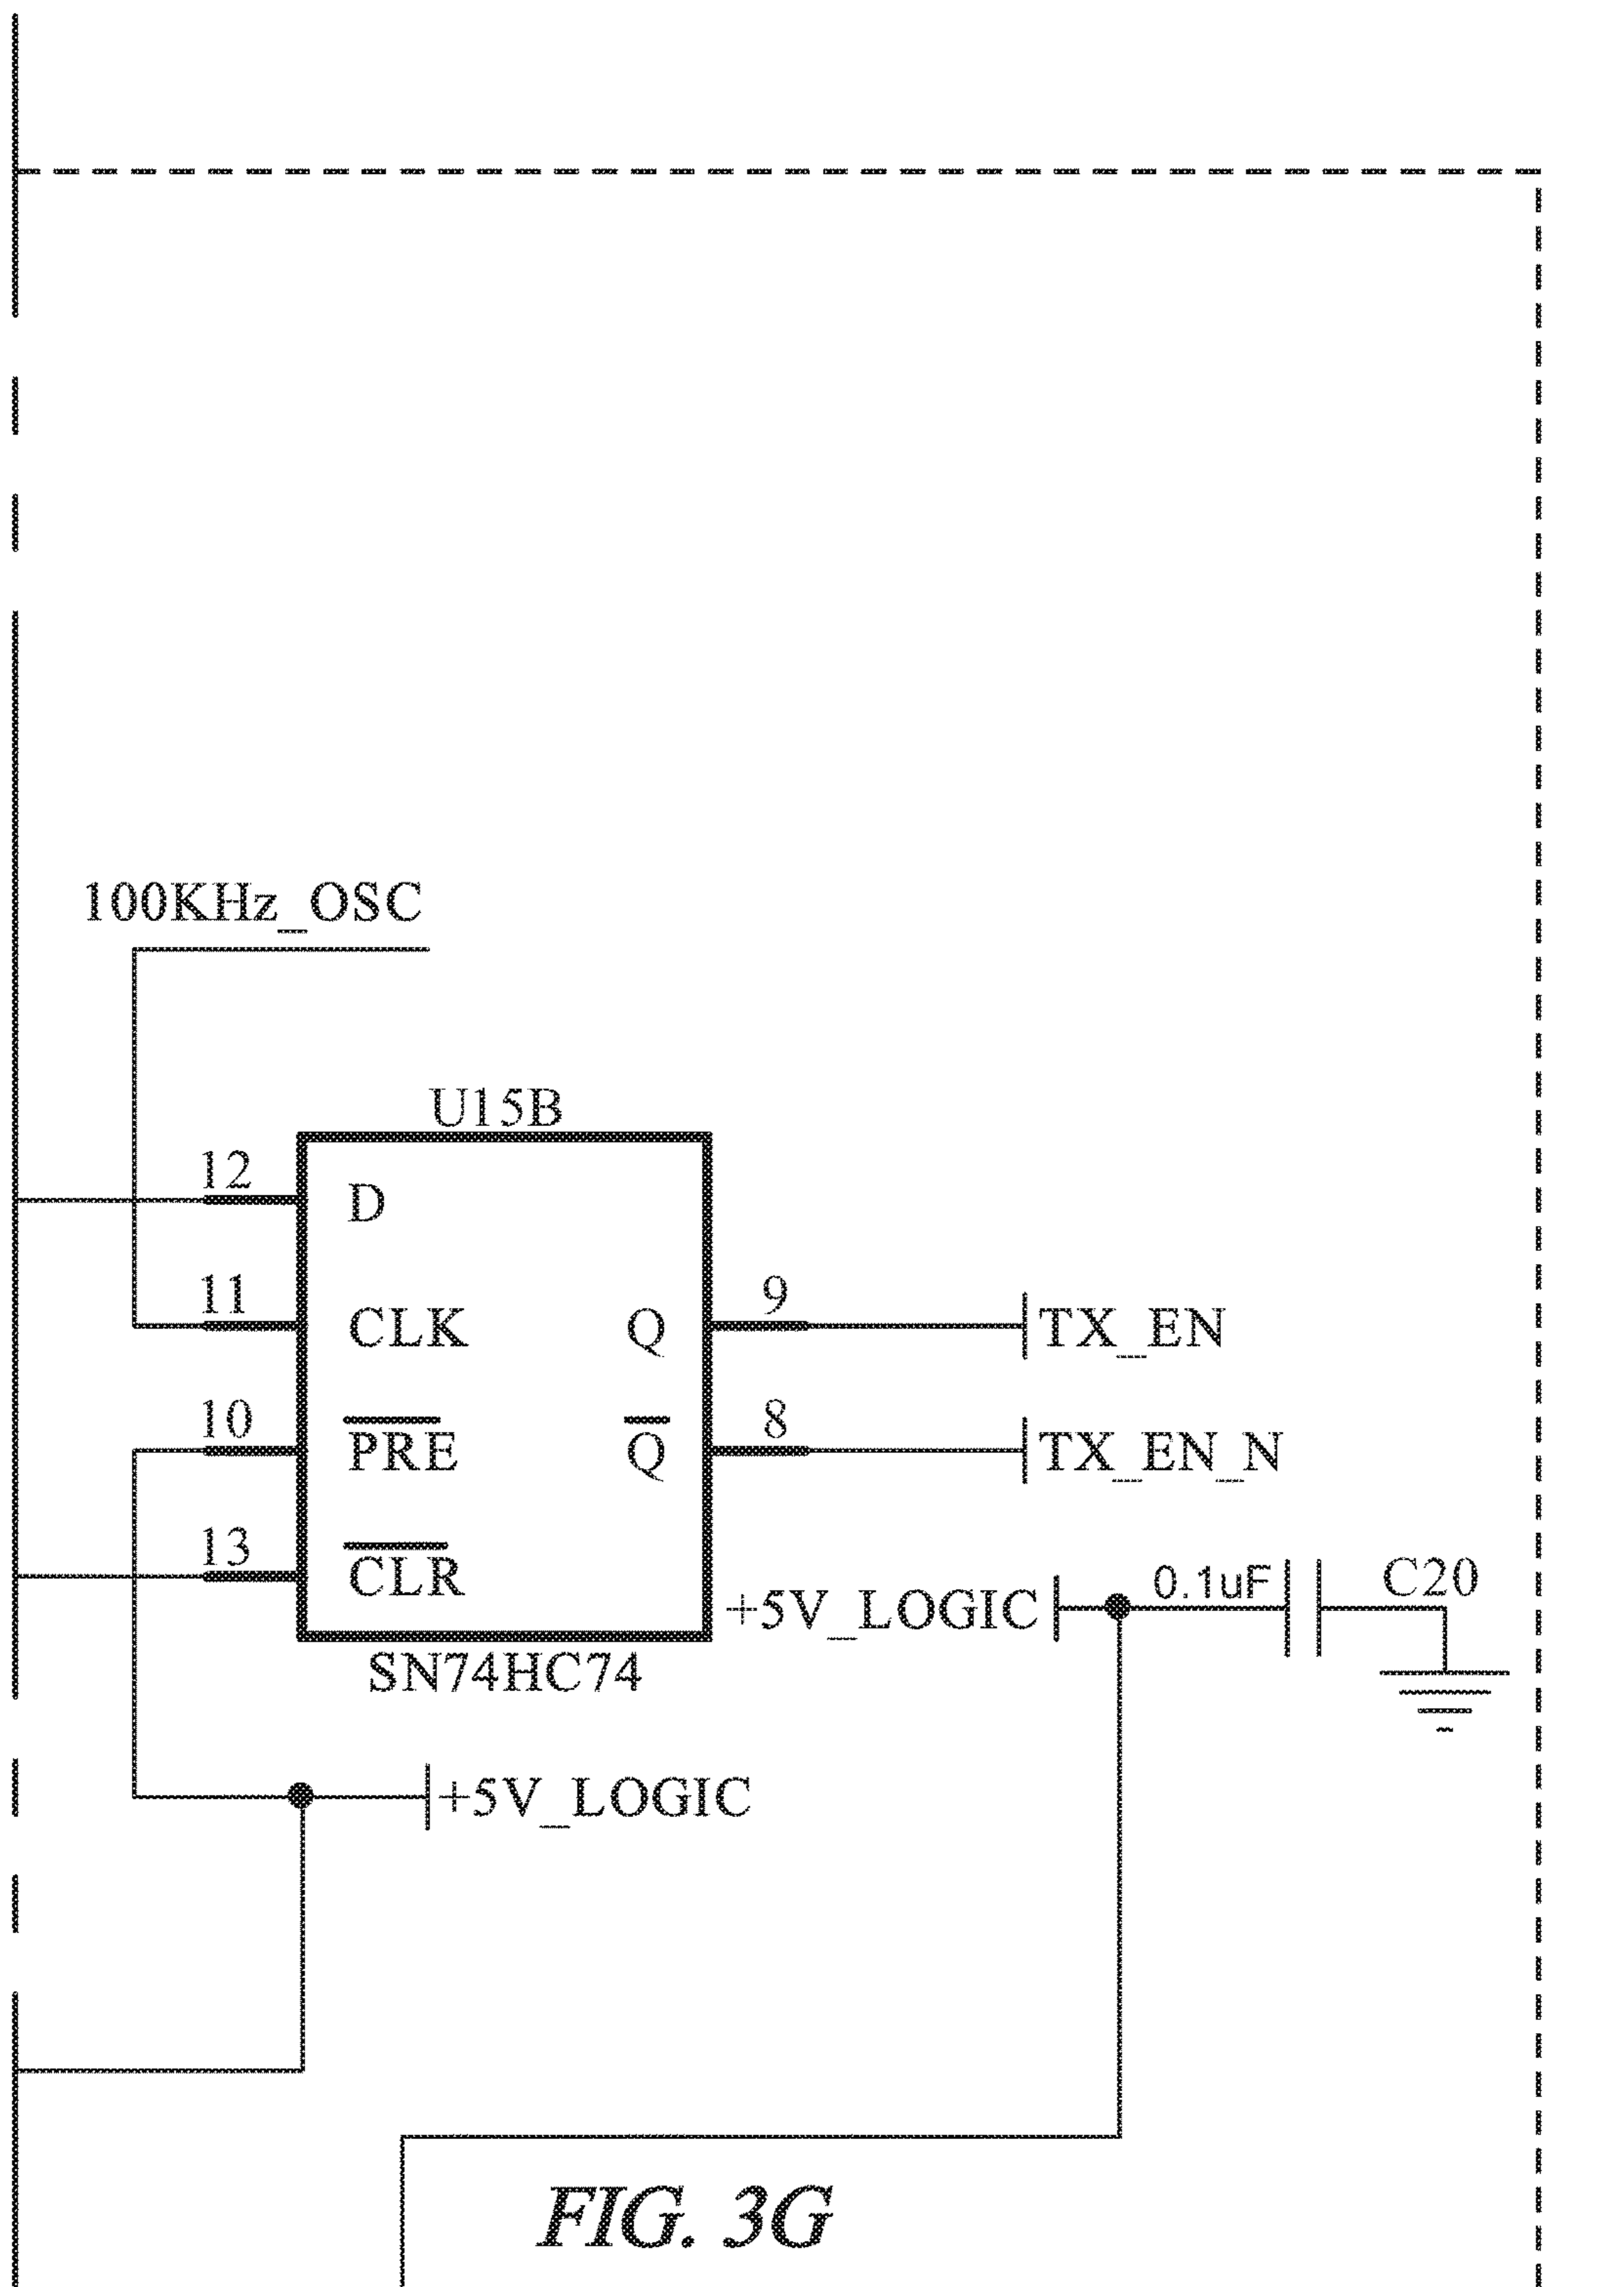 100KHz_OSC
U15B
12
D
11
CLK
Q
9
TX_EN
10
PRE
Q
8
TX_EN_N
13
CLR
+5V_LOGIC
0.1uF
C20
SN74HC74
+5V_LOGIC
FIG. 3G